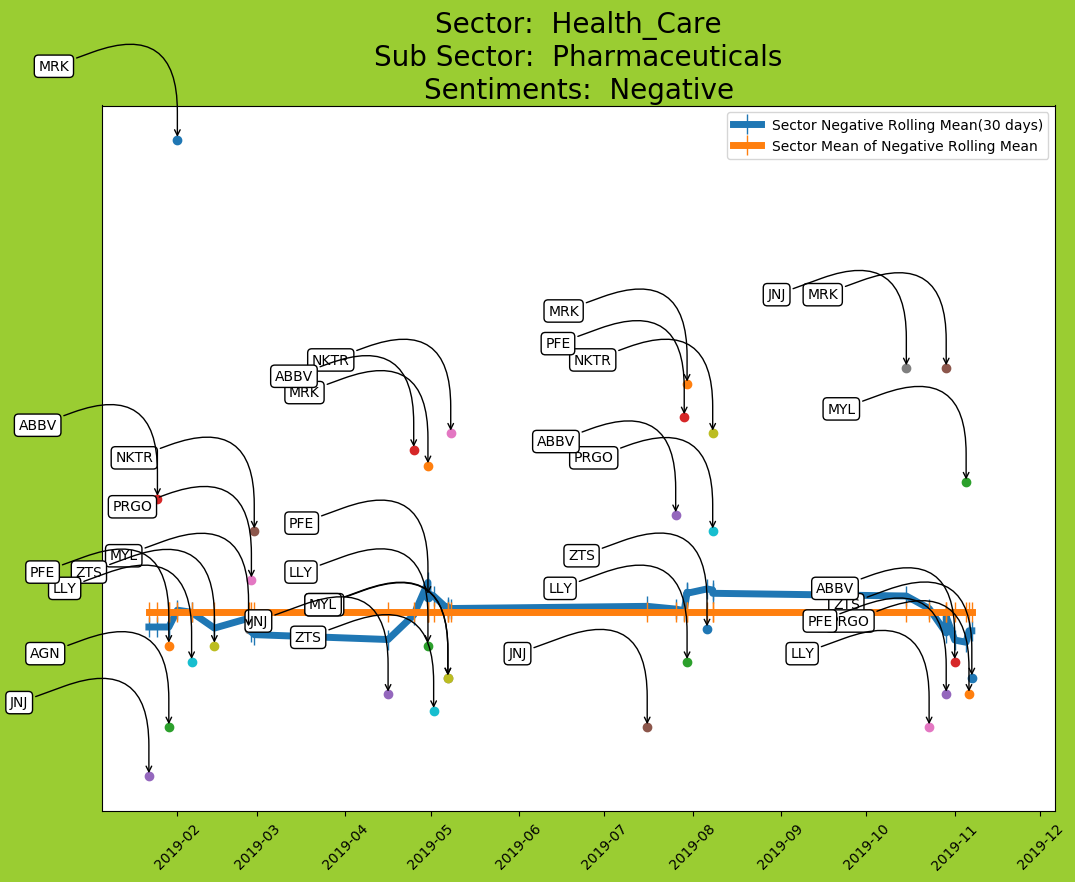 Sector:  Health_Care
Sub Sector:  Pharmaceuticals
Sentiments:  Negative
Sector Negative Rolling Mean(30 days)
Sector Mean of Negative Rolling Mean
MRK
JNJ
MRK
MRK
PFE
NKTR
NKTR
ABBV
MRK
MYL
ABBV
ABBV
NKTR
PRGO
PRGO
PFE
MYL
ZTS
PFE
ZTS
LLY
LLY
LLY
ABBV
MYL
ZTS
JNJ
PFE
RGO
ZTS
AGN
JNJ
LLY
JNJ
2019-02
2019-03
2019-04
2019-05
2019-06
2019-07
2019-08
2019-09
2019-10
2019-11
2019-12